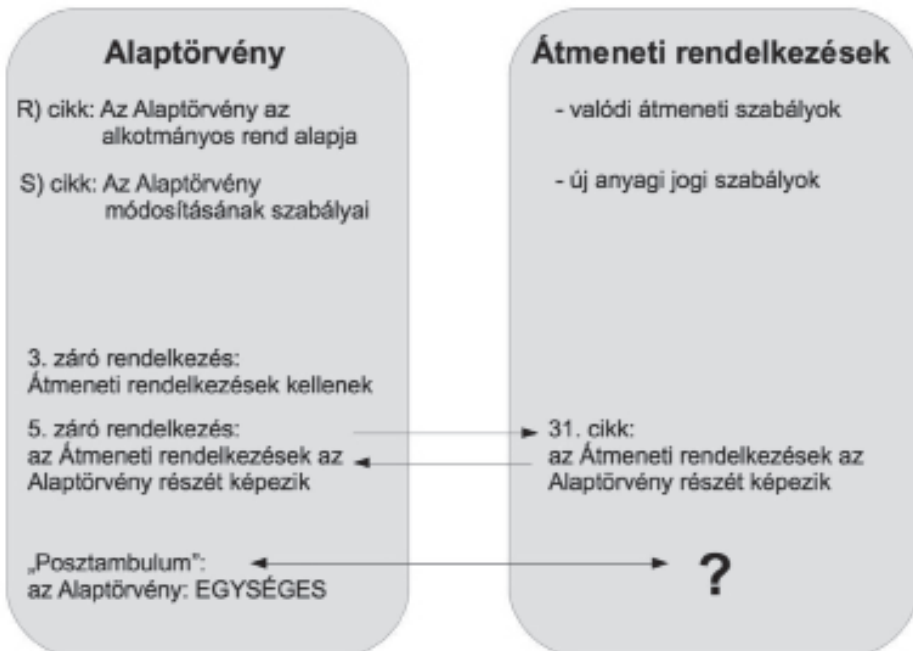 Alaptörvény
R) cikk: Az Alaptörvény az
alkotmányos rend alapja
S) cikk: Az Alaptörvény
módosításának szabályai
3. záró rendelkezés:
Átmeneti rendelkezések kellenek
5. záró rendelkezés:
az Átmeneti rendelkezések az
Alaptörvény részét képezik
„Posztambulum”:
az Alaptörvény: EGYSÉGES
Átmeneti rendelkezések
- valódi átmeneti szabályok
- új anyagi jogi szabályok
31. cikk:
az Átmeneti rendelkezések az
Alaptörvény részét képezik
?